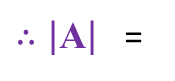 ∴ |A| =